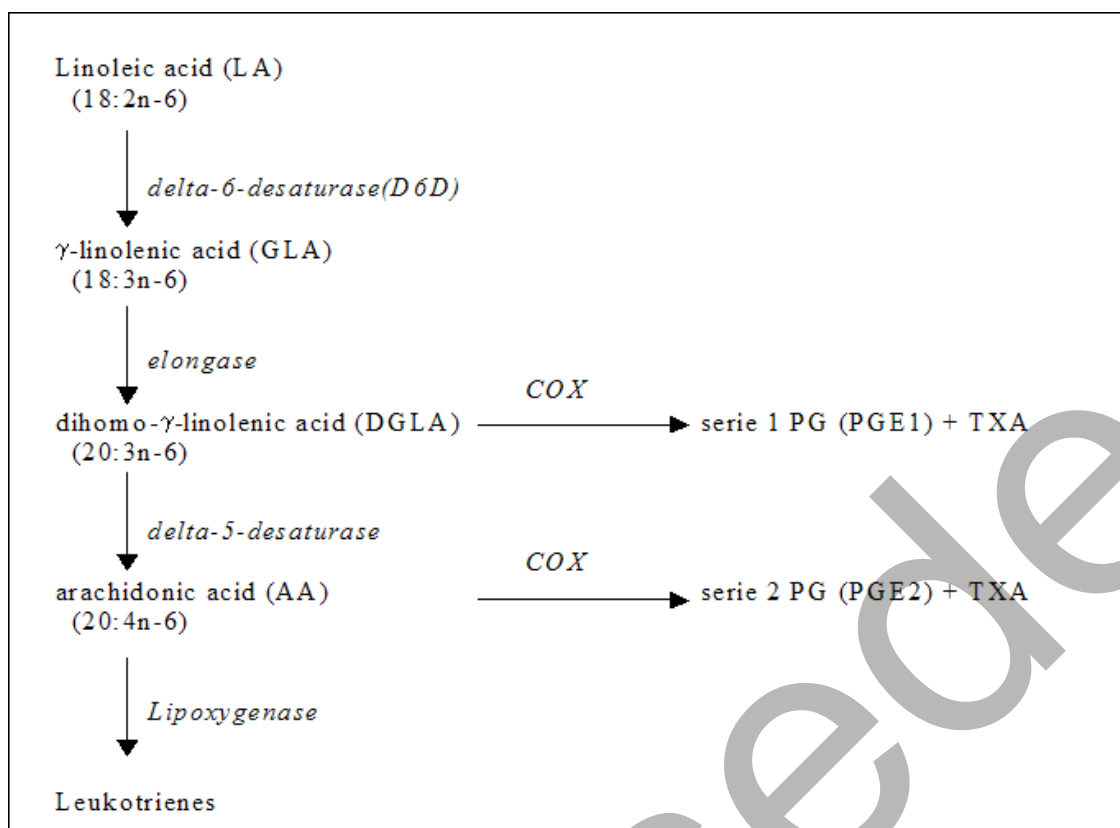 Linoleic acid (LA)
(18:2n-6)
delta-6-desaturase(D6D)
γ-linolenic acid (GLA)
(18:3n-6)
elongase
COX
dihomo-γ-linolenic acid (DGLA)
serie 1 PG (PGE1) + TXA
(20:3n-6)
delta-5-desaturase
COX
arachidonic acid (AA)
serie 2 PG (PGE2) + TXA
(20:4n-6)
Lipoxygenase
Leukotrienes